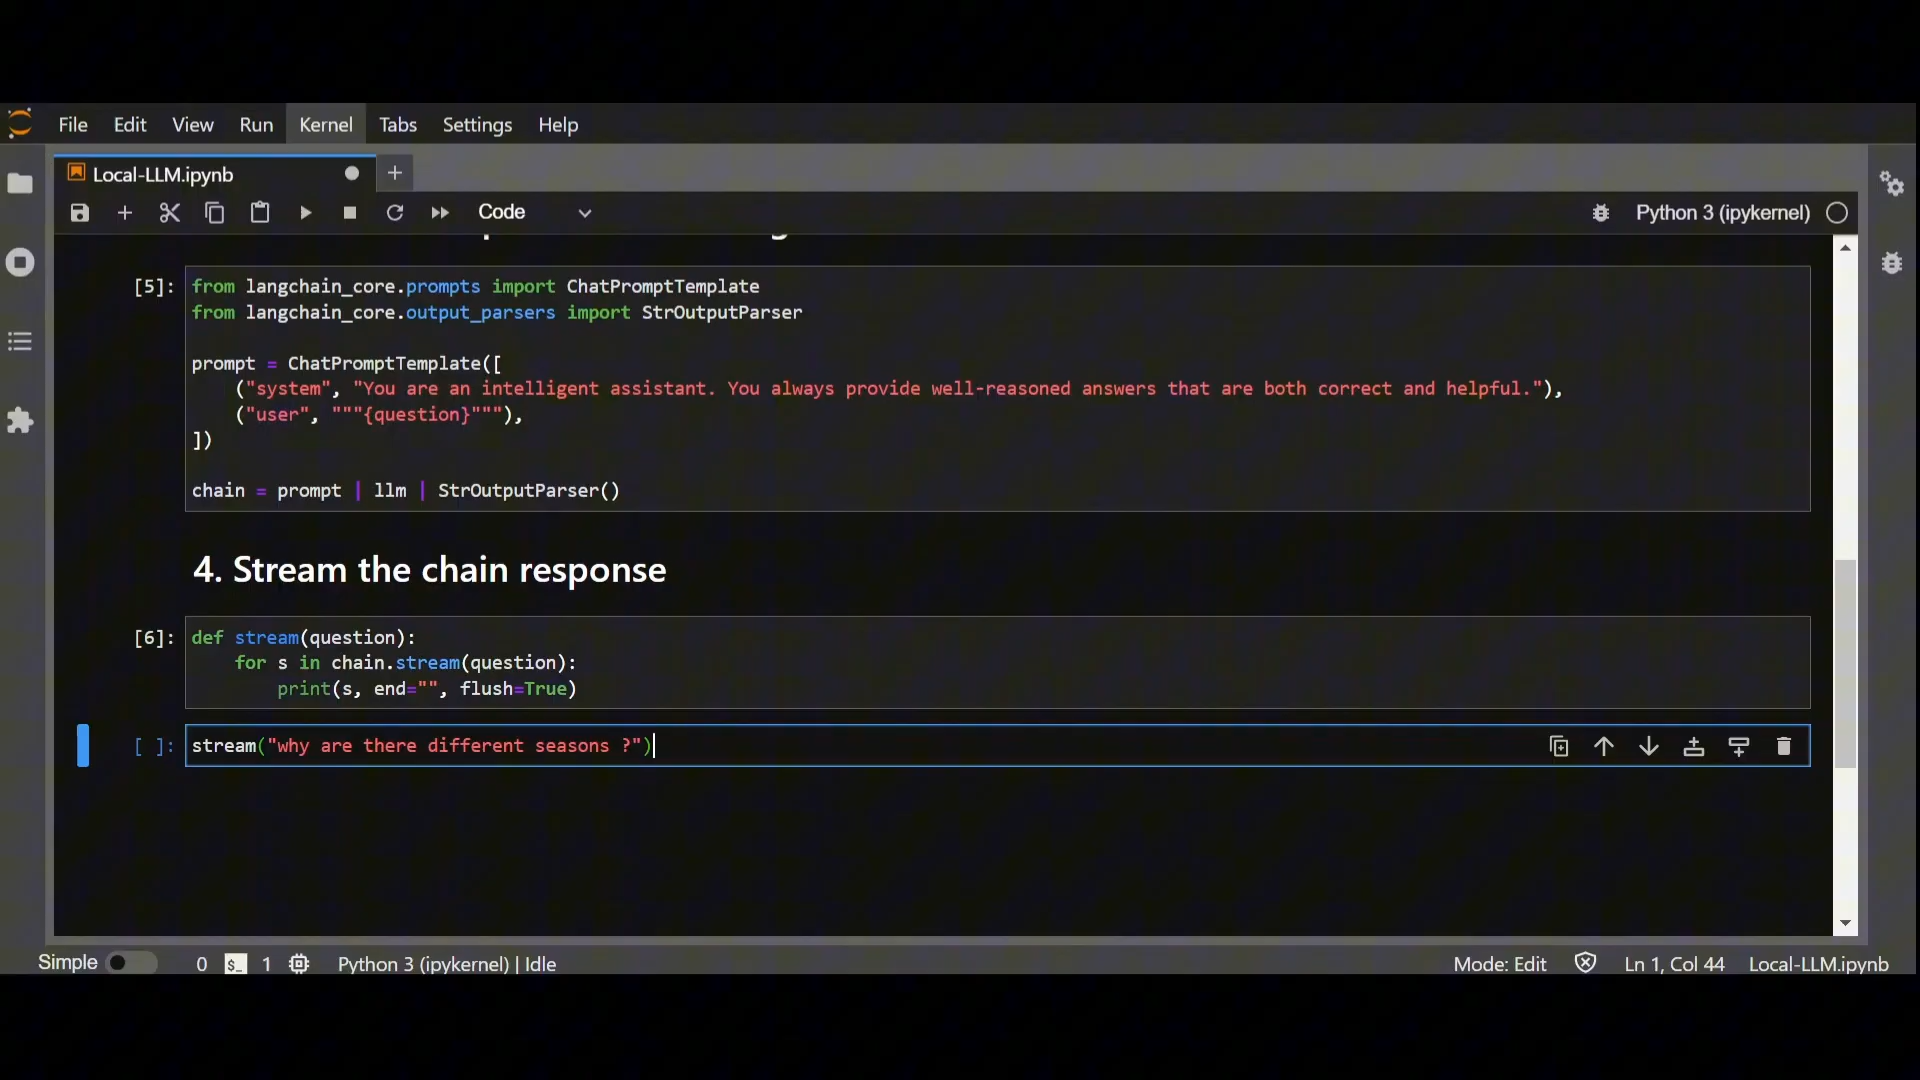 File Edit View Run Kernel Tabs Settings Help
Local-LLM.ipynb
Code
Python 3 (ipykernel)
[5]:
from langchain_core.prompts import ChatPromptTemplate
from langchain_core.output_parsers import StrOutputParser
prompt = ChatPromptTemplate([
("system", "You are an intelligent assistant. You always provide well-reasoned answers that are both correct and helpful."),
("user", """{question}"""),
])
chain = prompt | llm | StrOutputParser()
4. Stream the chain response
[6]:
def stream(question):
for s in chain.stream(question):
print(s, end="", flush=True)
[ ]:
stream("why are there different seasons ?")
Simple 0 $_ 1 Python 3 (ipykernel) | Idle Mode: Edit Ln 1, Col 44 Local-LLM.ipynb